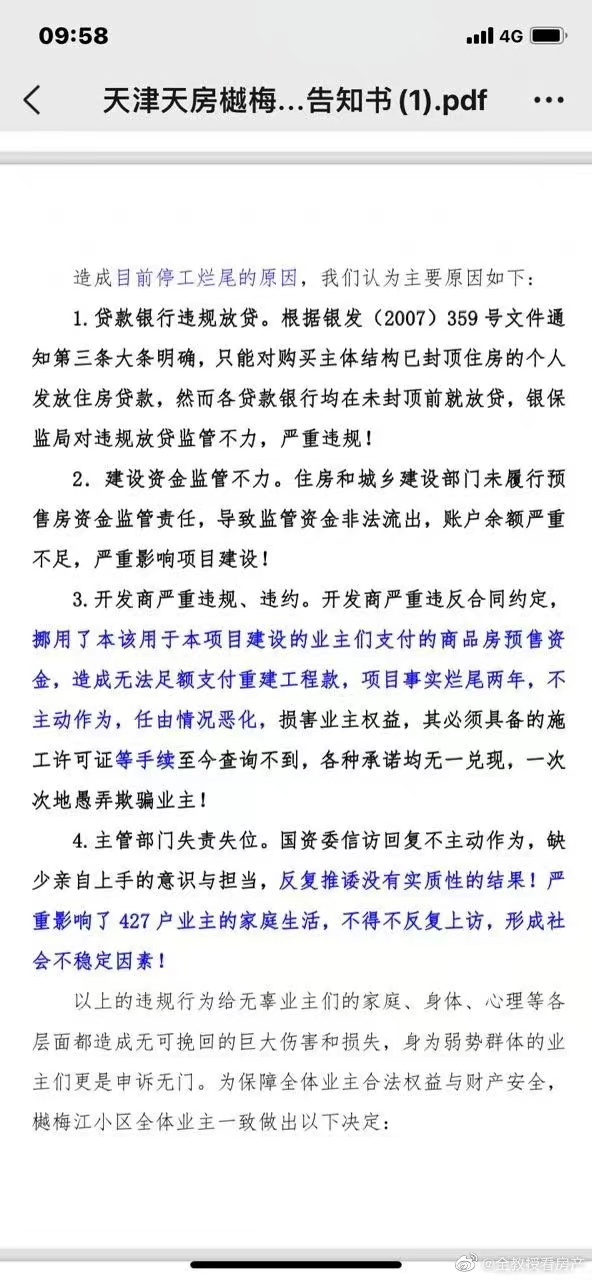 09:58
4G
天津天房樾梅...告知书(1).pdf
造成目前停工烂尾的原因，我们认为主要原因如下：
1.贷款银行违规放贷。根据银发（2007）359号文件通
知第三条大条明确，只能对购买主体结构已封顶住房的个人
发放住房贷款，然而各贷款银行均在未封顶前就放贷，银保
监局对违规放贷监管不力，严重违规！
2．建设资金监管不力。住房和城乡建设部门未履行预
售房资金监管责任，导致监管资金非法流出，账户余额严重
不足，严重影响项目建设！
3.开发商严重违规、违约。开发商严重违反合同约定，
挪用了本该用于本项目建设的业主们支付的商品房预售资
金，造成无法足额支付重建工程款，项目事实烂尾两年，不
主动作为，任由情况恶化，损害业主权益，其必须具备的施
工许可证等手续至今查询不到，各种承诺均无一兑现，一次
次地愚弄欺骗业主！
4.主管部门失责失位。国资委信访回复不主动作为，缺
少亲自上手的意识与担当，反复推诿没有实质性的结果！严
重影响了 427 户业主的家庭生活，不得不反复上访，形成社
会不稳定因素！
以上的违规行为给无辜业主们的家庭、身体、心理等各
层面都造成无可挽回的巨大伤害和损失，身为弱势群体的业
主们更是申诉无门。为保障全体业主合法权益与财产安全，
樾梅江小区全体业主一致做出以下决定：
@全教授看房产